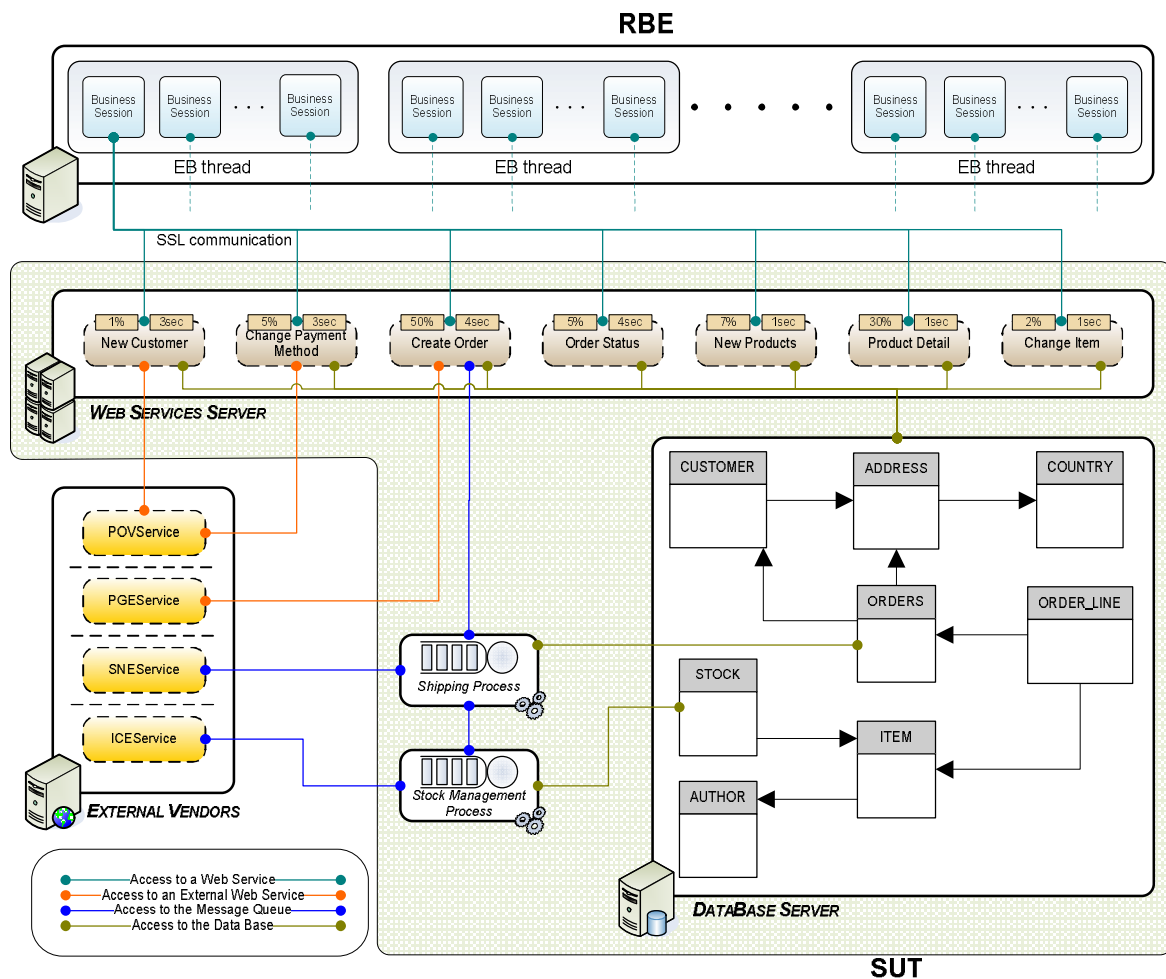 RBE
Business Session
Business Session
. . .
Business Session
EB thread
Business Session
Business Session
. . .
Business Session
EB thread
. . . . .
Business Session
Business Session
. . .
Business Session
EB thread
SSL communication
1% 3sec
New Customer
5% 3sec
Change Payment Method
50% 4sec
Create Order
5% 4sec
Order Status
7% 1sec
New Products
30% 1sec
Product Detail
2% 1sec
Change Item
WEB SERVICES SERVER
POVService
PGEService
SNEService
ICEService
EXTERNAL VENDORS
Shipping Process
Stock Management Process
CUSTOMER
ADDRESS
COUNTRY
ORDERS
ORDER_LINE
STOCK
ITEM
AUTHOR
DATABASE SERVER
Access to a Web Service
Access to an External Web Service
Access to the Message Queue
Access to the Data Base
SUT